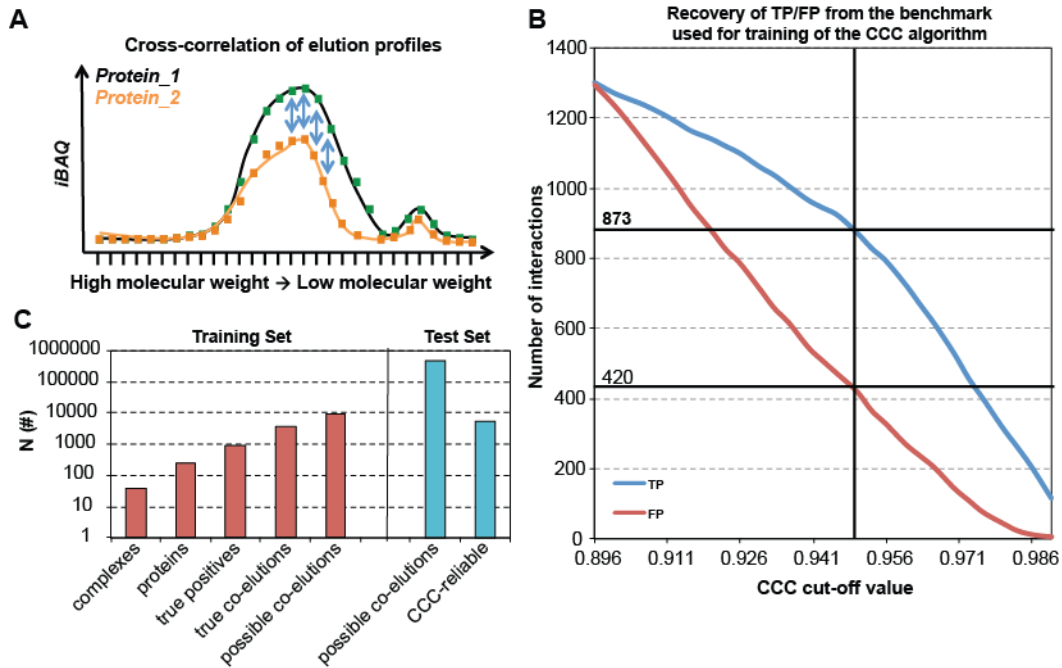 A
Cross-correlation of elution profiles
Protein_1
Protein_2
iBAQ
High molecular weight → Low molecular weight
B
Recovery of TP/FP from the benchmark
used for training of the CCC algorithm
Number of interactions
1400
1200
1000
800
600
400
200
0
873
420
TP
FP
0.896
0.911
0.926
0.941
0.956
0.971
0.986
CCC cut-off value
C
Training Set
Test Set
N (#)
1000000
100000
10000
1000
100
10
1
complexes
proteins
true positives
true co-elutions
possible co-elutions
possible co-elutions
CCC-reliable